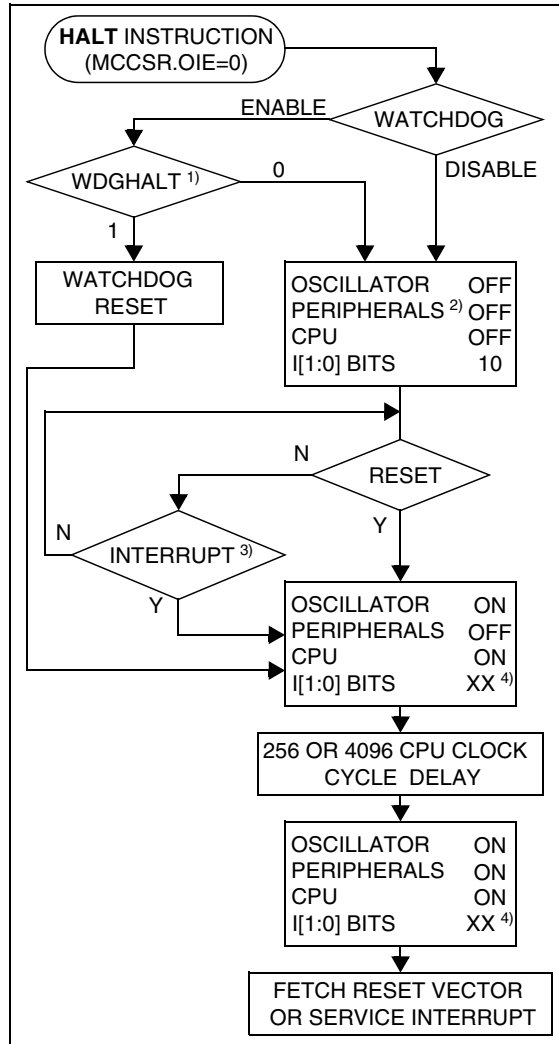 HALT INSTRUCTION
(MCCSR.OIE=0)
ENABLE
WATCHDOG
WDGHALT 1)
0
DISABLE
1
WATCHDOG
RESET
OSCILLATOR OFF
PERIPHERALS 2) OFF
CPU OFF
I[1:0] BITS 10
N
RESET
N
INTERRUPT 3)
Y
Y
OSCILLATOR ON
PERIPHERALS OFF
CPU ON
I[1:0] BITS XX 4)
256 OR 4096 CPU CLOCK
CYCLE DELAY
OSCILLATOR ON
PERIPHERALS ON
CPU ON
I[1:0] BITS XX 4)
FETCH RESET VECTOR
OR SERVICE INTERRUPT